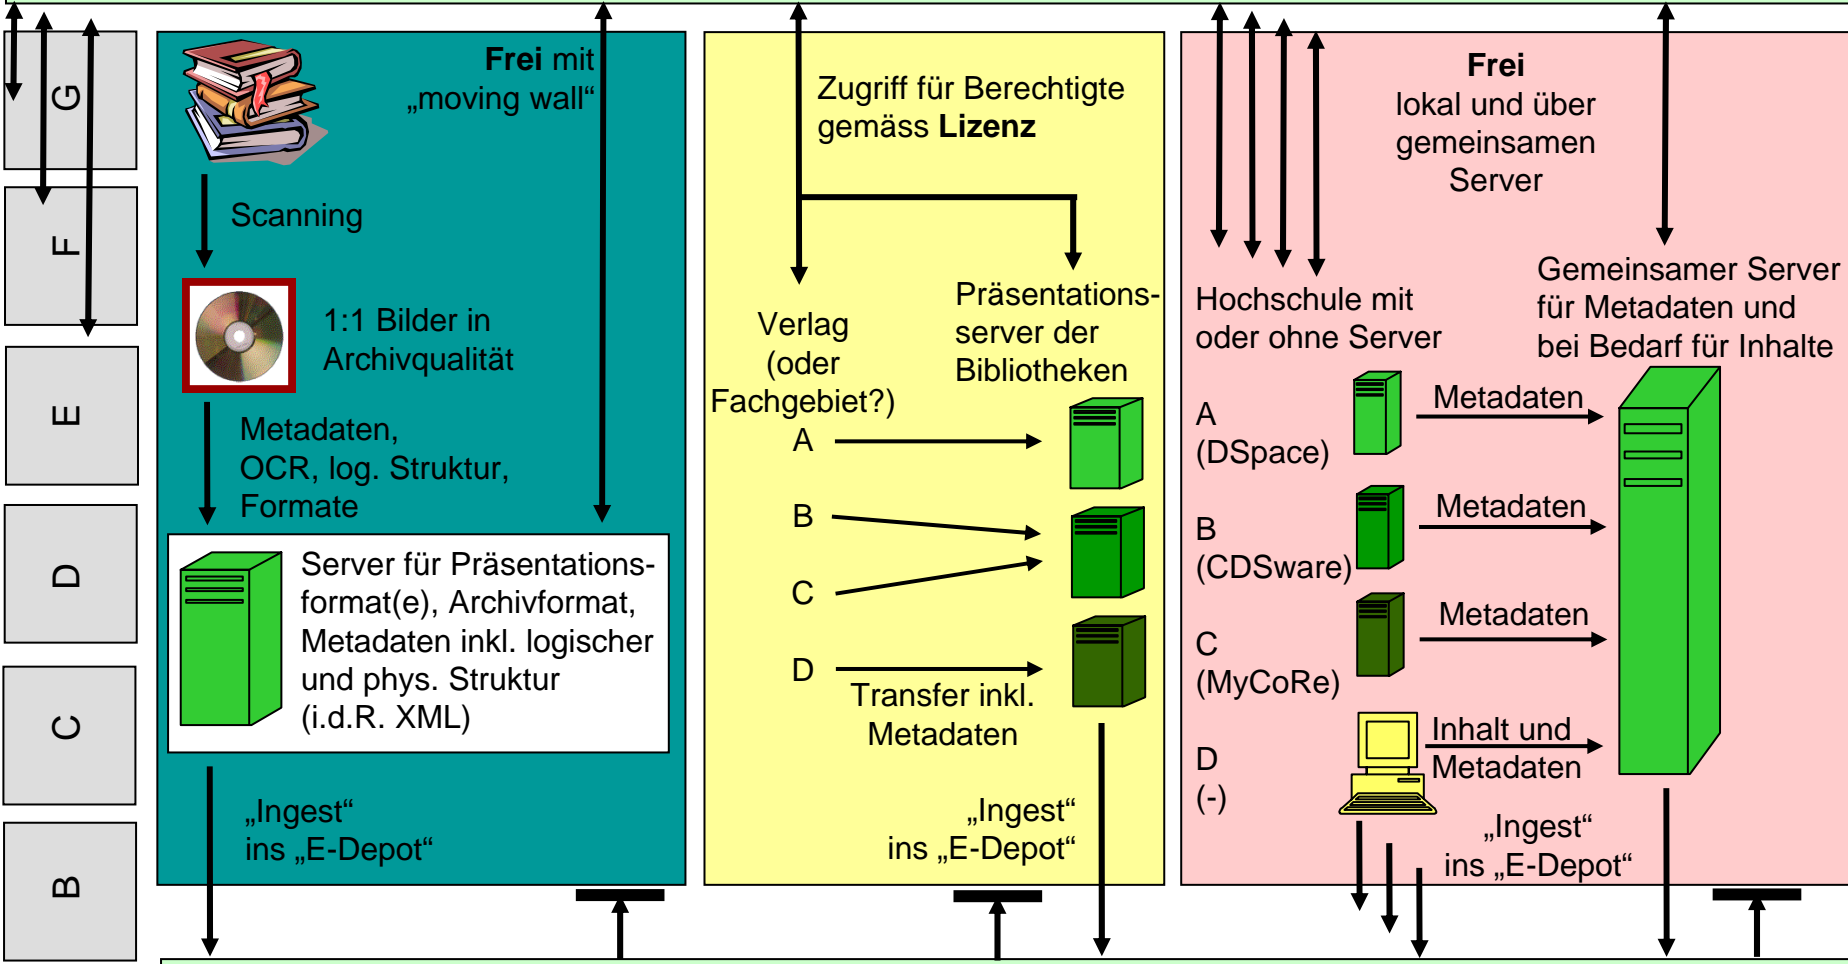 G
F
E
D
C
B
Frei mit
„moving wall“
Scanning
1:1 Bilder in
Archivqualität
Metadaten,
OCR, log. Struktur,
Formate
Server für Präsentations-
format(e), Archivformat,
Metadaten inkl. logischer
und phys. Struktur
(i.d.R. XML)
„Ingest“
ins „E-Depot“
Zugriff für Berechtigte
gemäss Lizenz
Verlag
(oder
Fachgebiet?)
Präsentations-
server der
Bibliotheken
A
B
C
D
Transfer inkl.
Metadaten
„Ingest“
ins „E-Depot“
Frei
lokal und über
gemeinsamen
Server
Hochschule mit
oder ohne Server
Gemeinsamer Server
für Metadaten und
bei Bedarf für Inhalte
A
(DSpace)
Metadaten
B
(CDSware)
Metadaten
C
(MyCoRe)
Metadaten
D
(-)
Inhalt und
Metadaten
„Ingest“
ins „E-Depot“